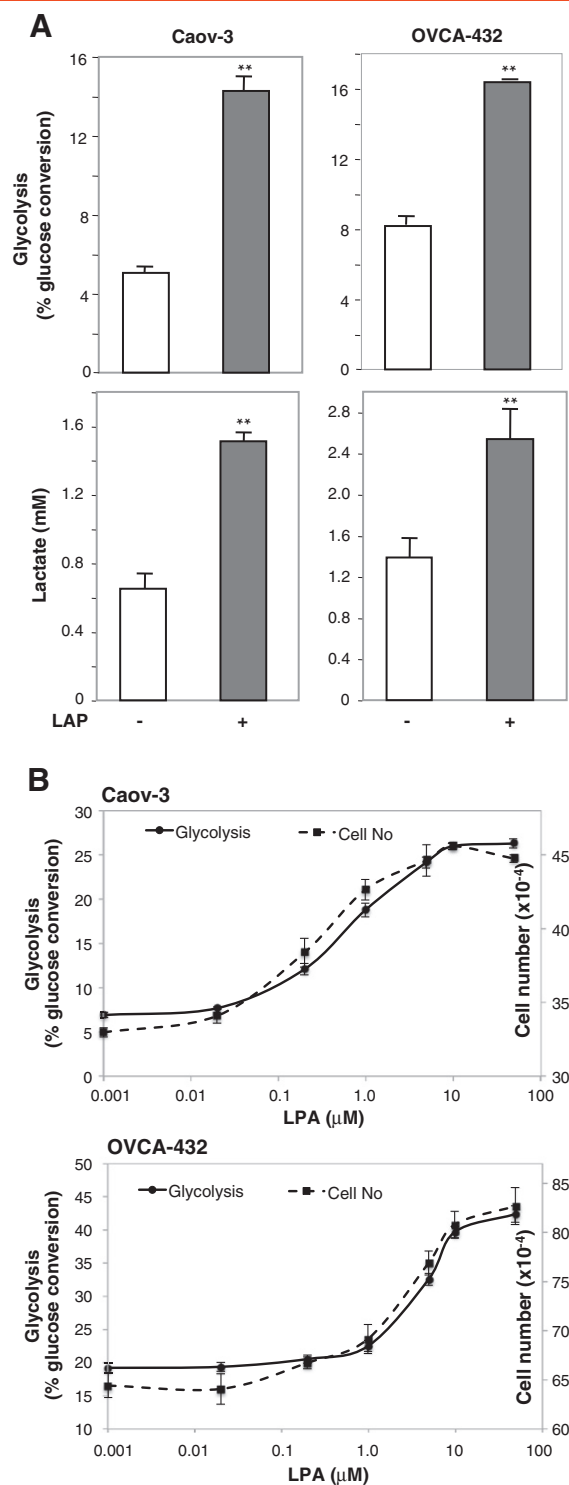 A
Caov-3
OVCA-432
Glycolysis
(% glucose conversion)
16
12
8
4
0
**
16
12
8
4
0
**
Lactate (mM)
1.6
1.2
0.8
0.4
0
**
2.8
2.4
2.0
1.6
1.2
0.8
0.4
0
**
LAP - + - +
B
Caov-3
Glycolysis
(% glucose conversion)
30
25
20
15
10
5
0
Glycolysis Cell No
45
40
35
30
Cell number (x10-4)
0.001 0.01 0.1 1.0 10 100
LPA (μM)
OVCA-432
Glycolysis
(% glucose conversion)
50
45
40
35
30
25
20
15
10
Glycolysis Cell No
85
80
75
70
65
60
Cell number (x10-4)
0.001 0.01 0.1 1.0 10 100
LPA (μM)